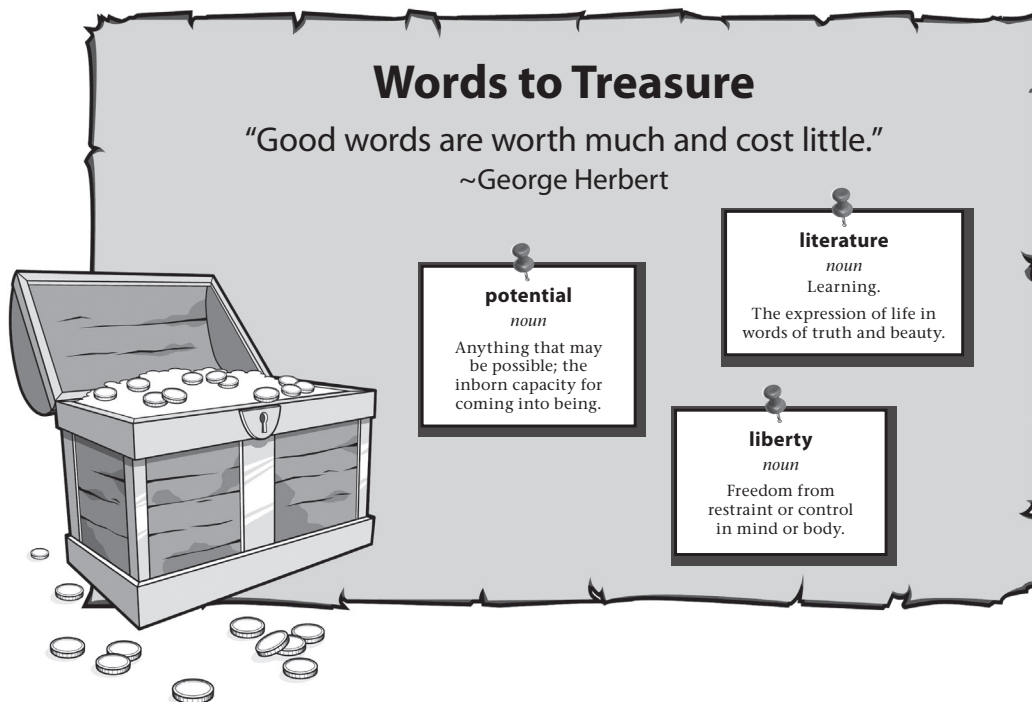 Words to Treasure
“Good words are worth much and cost little.”
~George Herbert
potential
noun
Anything that may
be possible; the
inborn capacity for
coming into being.
literature
noun
Learning.
The expression of life in
words of truth and beauty.
liberty
noun
Freedom from
restraint or control
in mind or body.